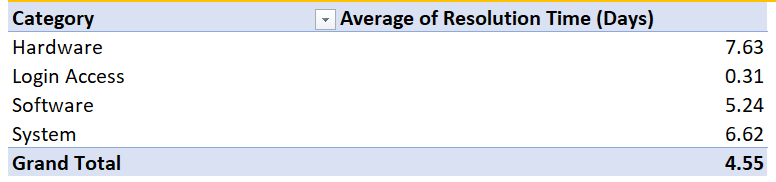 Category Average of Resolution Time (Days)
Hardware 7.63
Login Access 0.31
Software 5.24
System 6.62
Grand Total 4.55